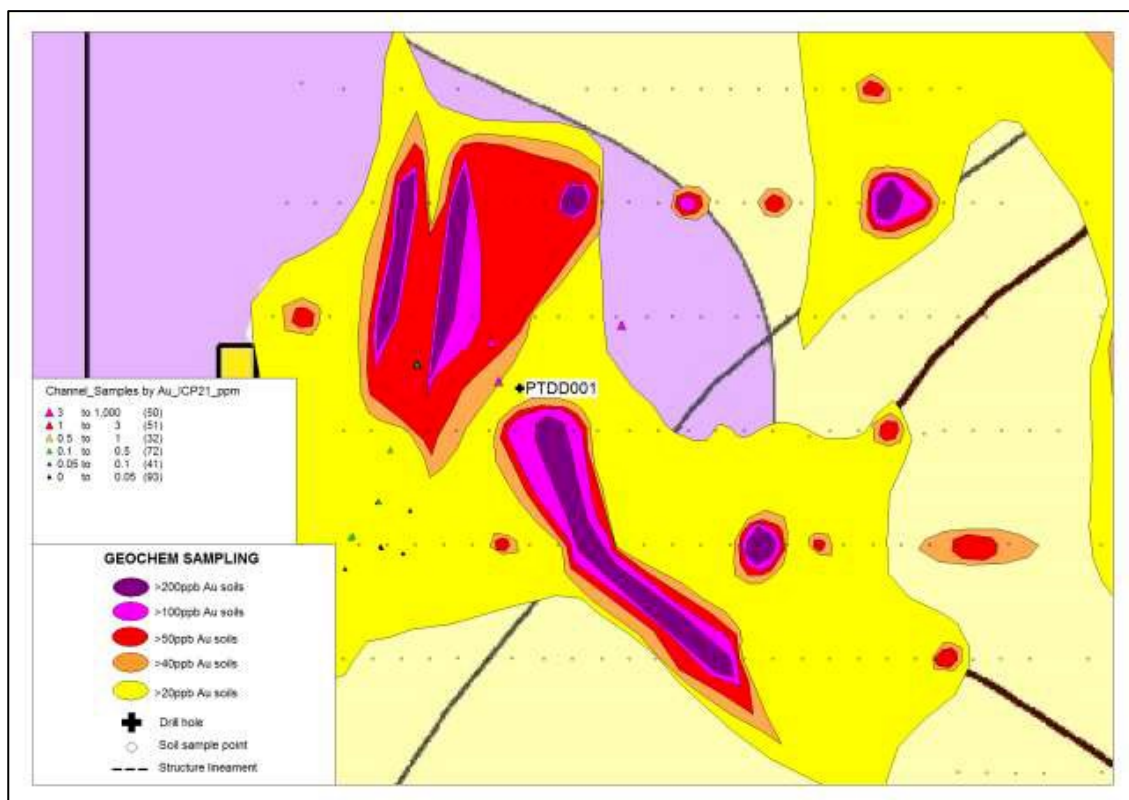 PTDD001
Channel_Samples by Au_ICP21_ppm
3 to 1,000 (50)
1 to 3 (51)
0.5 to 1 (32)
0.1 to 0.5 (72)
0.05 to 0.1 (41)
0 to 0.05 (93)
GEOCHEM SAMPLING
>200ppb Au soils
>100ppb Au soils
>50ppb Au soils
>40ppb Au soils
>20ppb Au soils
Drill hole
Soil sample point
Structure lineament